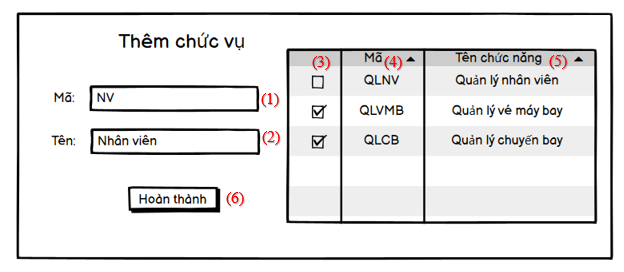 Thêm chức vụ
Mã: NV (1)
Tên: Nhân viên (2)
Hoàn thành (6)
(3) Mã (4) Tên chức năng (5)
QLNV Quản lý nhân viên
QLVMB Quản lý vé máy bay
QLCB Quản lý chuyến bay